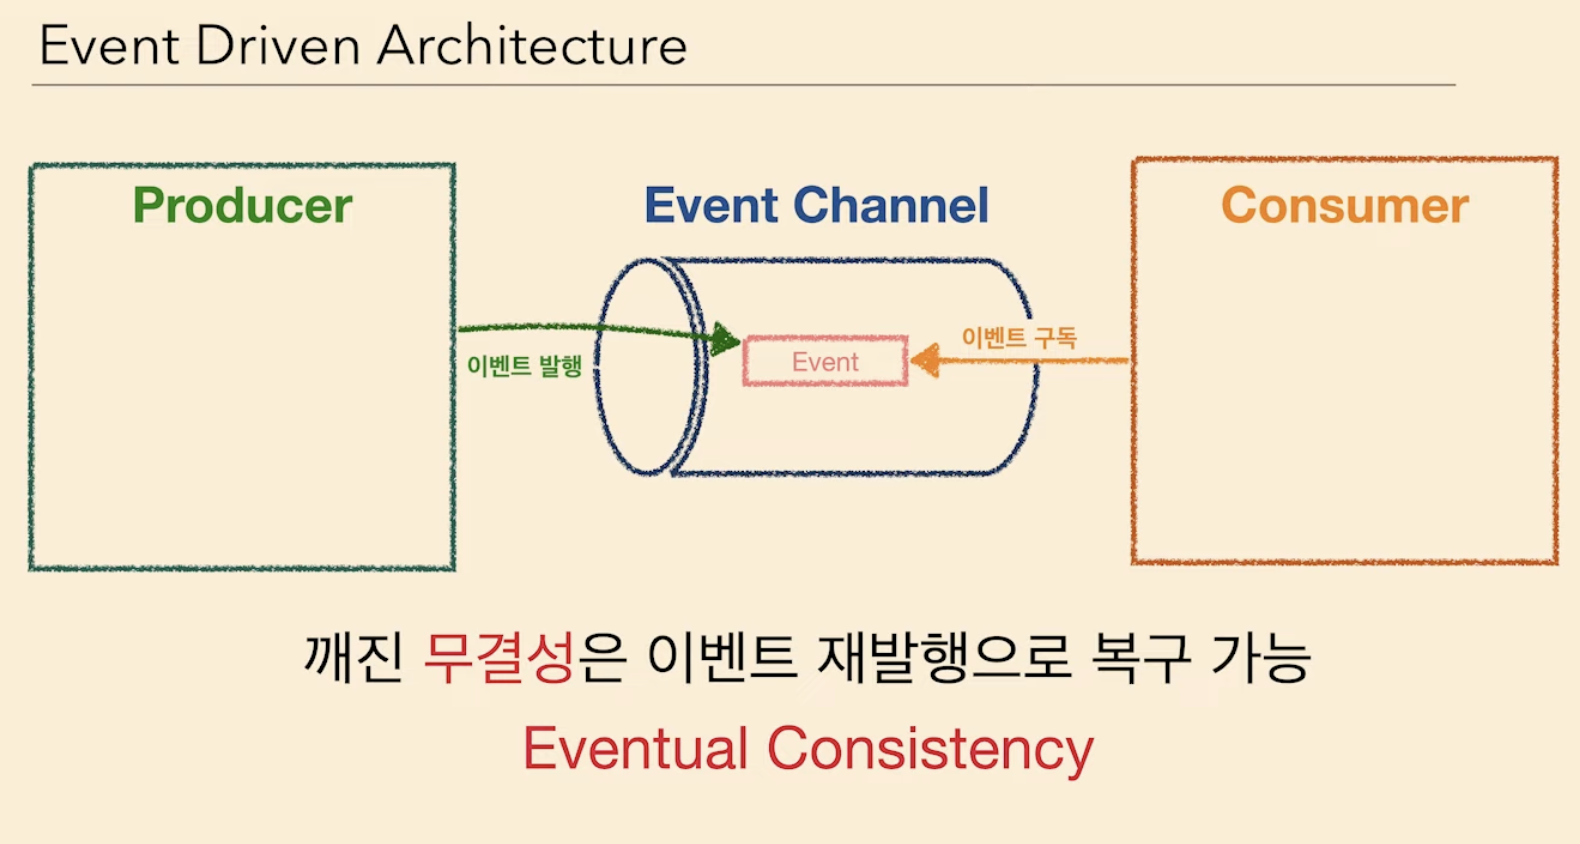 Event Driven Architecture
Producer
Event Channel
Consumer
이벤트 발행
Event
이벤트 구독
깨진 무결성은 이벤트 재발행으로 복구 가능
Eventual Consistency